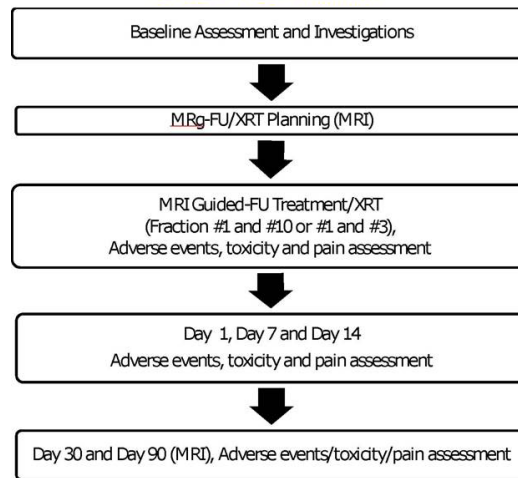 Baseline Assessment and Investigations
MRg-FU/XRT Planning (MRI)
MRI Guided-FU Treatment/XRT
(Fraction #1 and #10 or #1 and #3),
Adverse events, toxicity and pain assessment
Day 1, Day 7 and Day 14
Adverse events, toxicity and pain assessment
Day 30 and Day 90 (MRI), Adverse events/toxicity/pain assessment